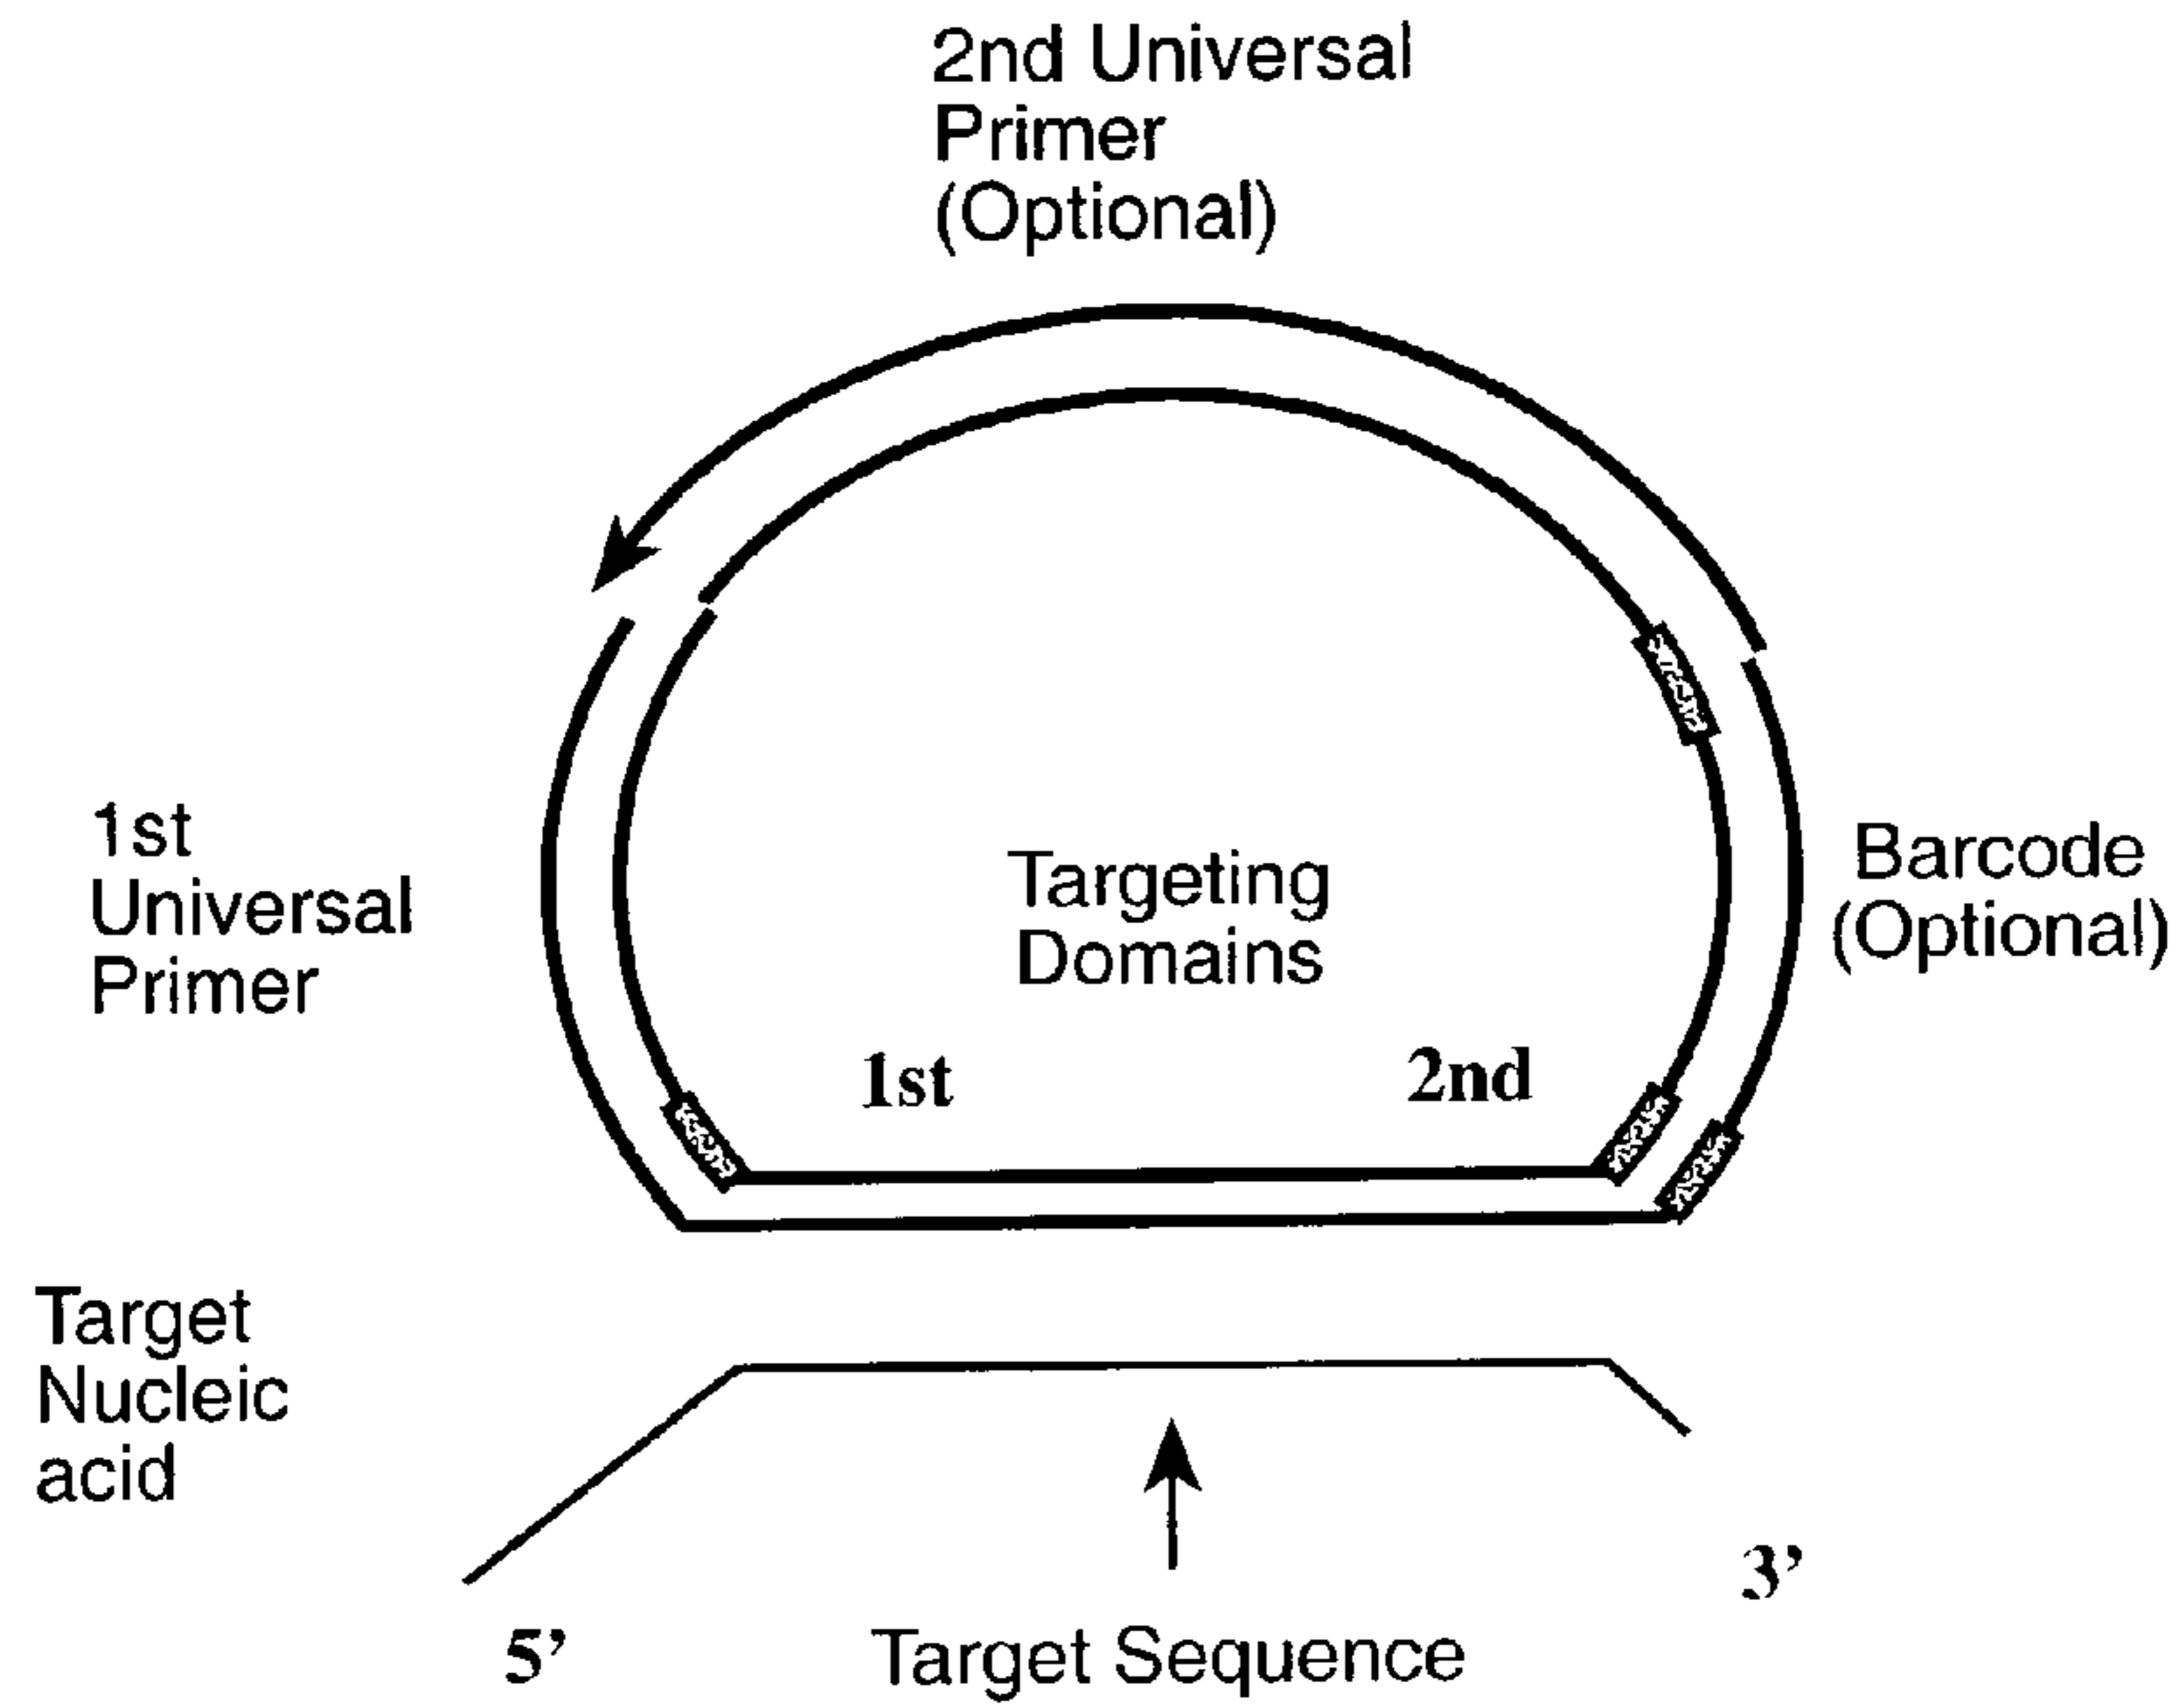 2nd Universal
Primer
(Optional)
1st
Universal
Primer
Targeting
Domains
Barcode
(Optional)
1st
2nd
Target
Nucleic
acid
5’
Target Sequence
3’